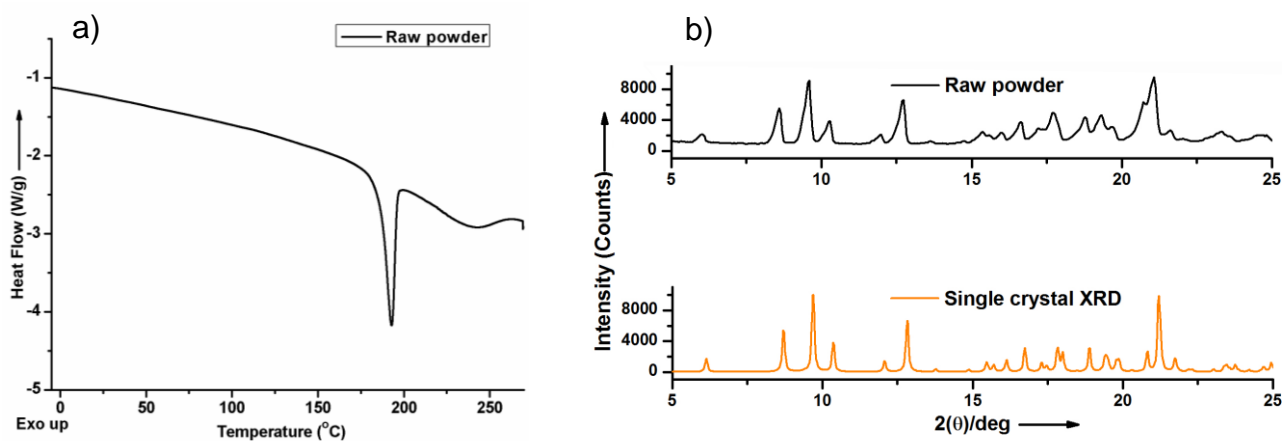 a)
Raw powder
-1
-2
-3
-4
-5
Heat Flow (W/g)
0 50 100 150 200 250
Exo up
Temperature (°C)
b)
Raw powder
8000
4000
0
5 10 15 20 25
Single crystal XRD
8000
4000
0
5 10 15 20 25
Intensity (Counts)
2(θ)/deg